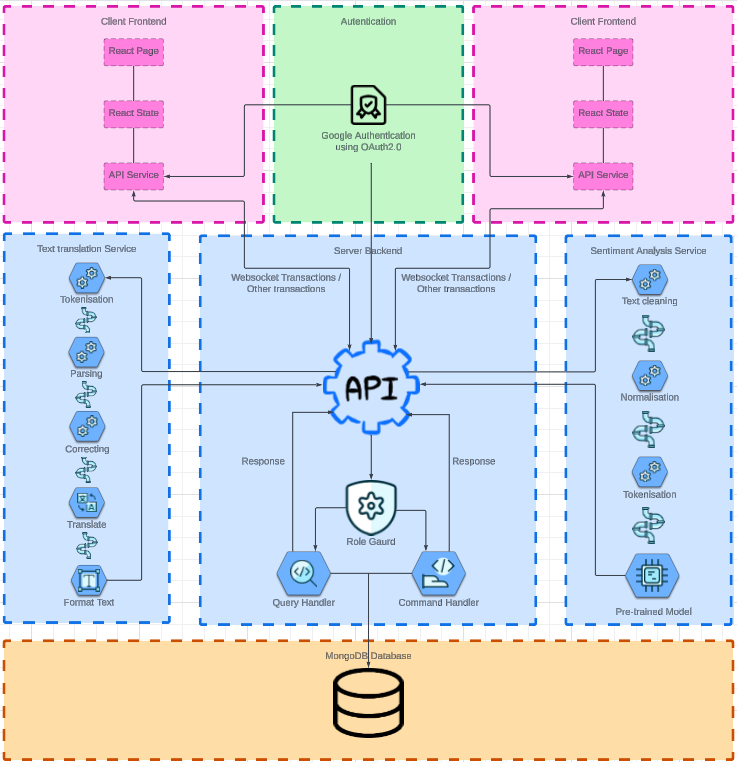 Client Frontend
React Page
React State
API Service
Autentication
Google Authentication
using OAuth2.0
Client Frontend
React Page
React State
API Service
Text translation Service
Tokenisation
Parsing
Correcting
Translate
Format Text
Server Backend
Websocket Transactions /
Other transactions
Websocket Transactions /
Other transactions
API
Response
Response
Role Gaurd
Query Handler
Command Handler
Sentiment Analysis Service
Text cleaning
Normalisation
Tokenisation
Pre-trained Model
MongoDB Database